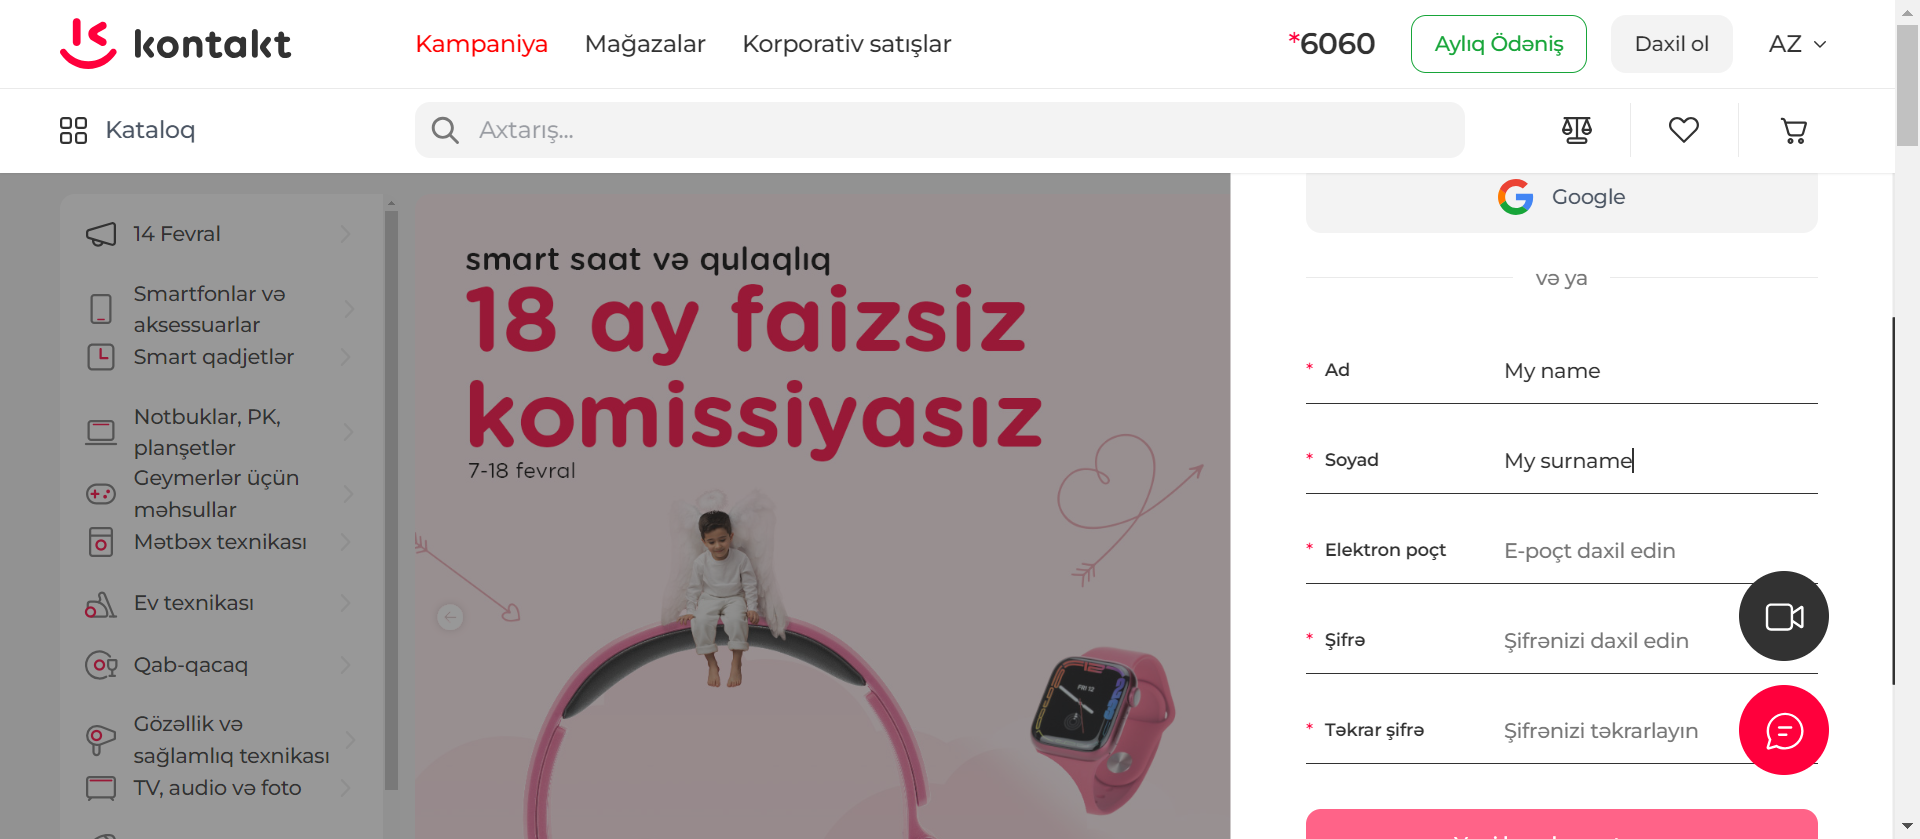 kontakt
Kampaniya
Mağazalar
Korporativ satışlar
*6060
Aylıq Ödəniş
Daxil ol
AZ
Kataloq
Axtarış...
14 Fevral
Smartfonlar və
aksessuarlar
Smart qadjetlər
Notbuklar, PK,
planşetlər
Geymerlər üçün
məhsullar
Mətbəx texnikası
Ev texnikası
Qab-qacaq
Gözəllik və
sağlamlıq texnikası
TV, audio və foto
smart saat və qulaqlıq
18 ay faizsiz
komissiyasız
7-18 fevral
FRI 12
Google
və ya
* Ad
My name
* Soyad
My surname
* Elektron poçt
E-poçt daxil edin
* Şifrə
Şifrənizi daxil edin
* Təkrar şifrə
Şifrənizi təkrarlayın